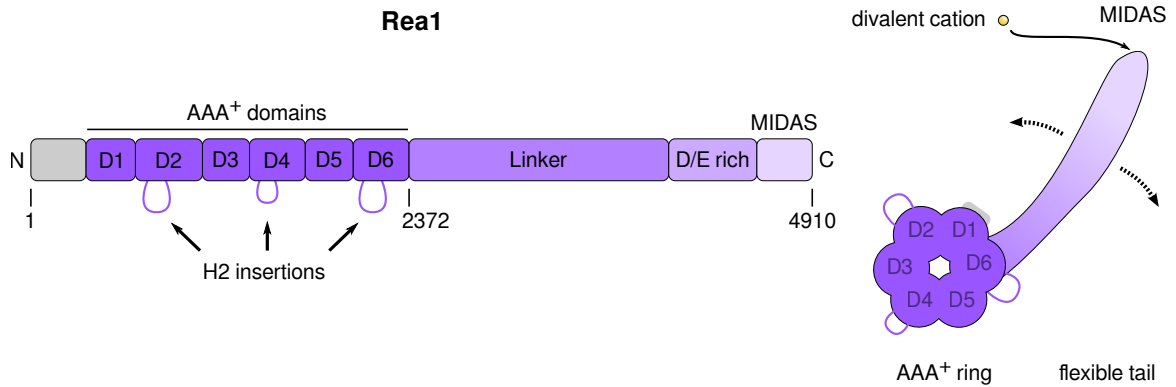 Rea1
AAA+ domains
MIDAS
N D1 D2 D3 D4 D5 D6 Linker D/E rich C
1 2372 4910
H2 insertions
divalent cation MIDAS
D2 D1
D3 D6
D4 D5
AAA+ ring flexible tail